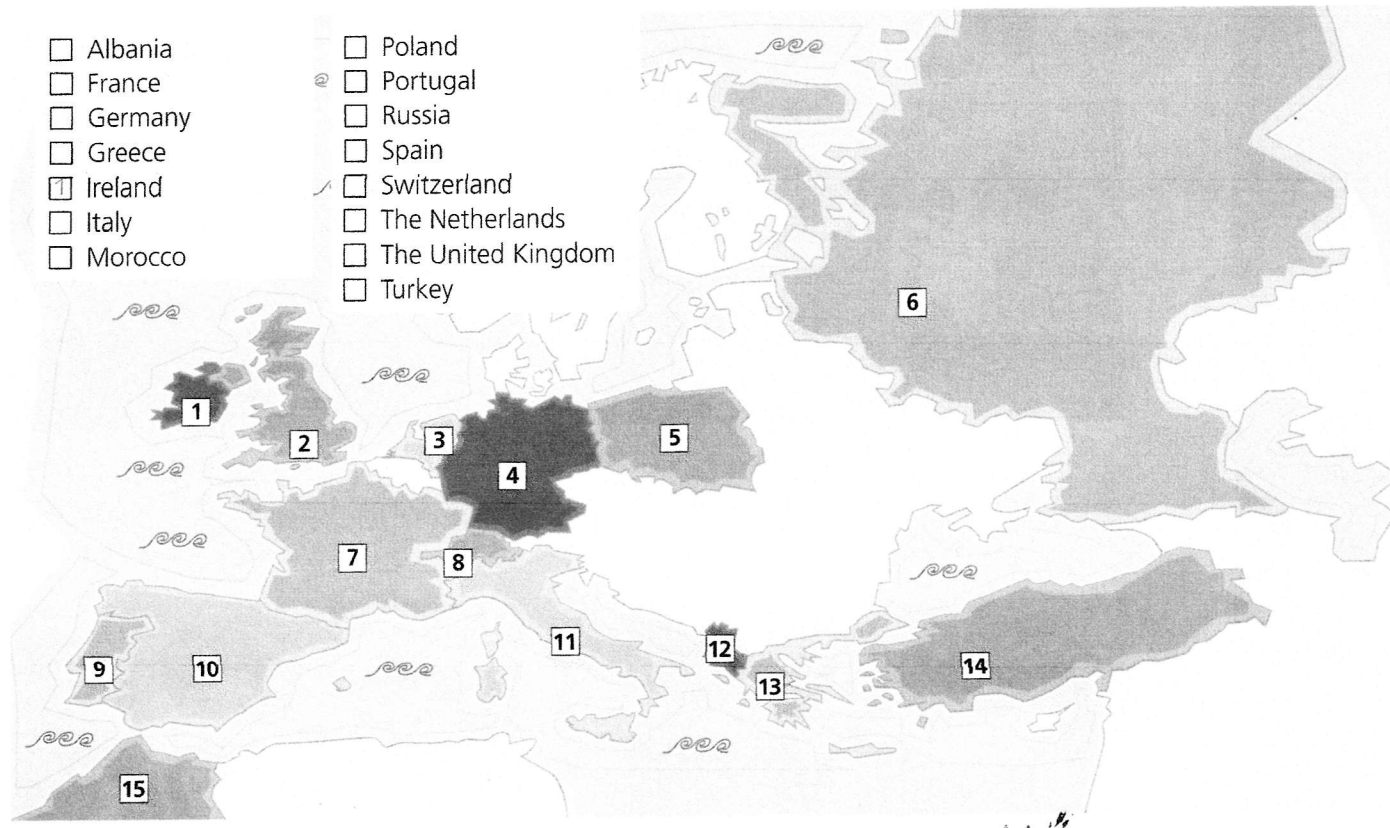 Albania
France
Germany
Greece
1 Ireland
Italy
Morocco
Poland
Portugal
Russia
Spain
Switzerland
The Netherlands
The United Kingdom
Turkey
1
2
3
4
5
6
7
8
9
10
11
12
13
14
15